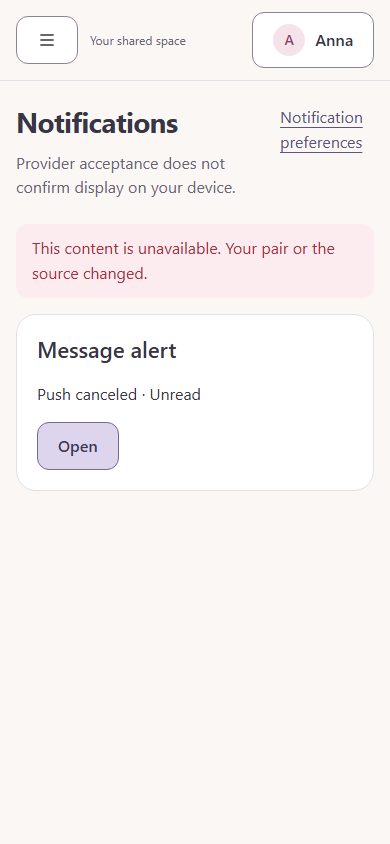 Your shared space
A
Anna
Notifications
Notification
preferences
Provider acceptance does not
confirm display on your device.
This content is unavailable. Your pair or the
source changed.
Message alert
Push canceled · Unread
Open